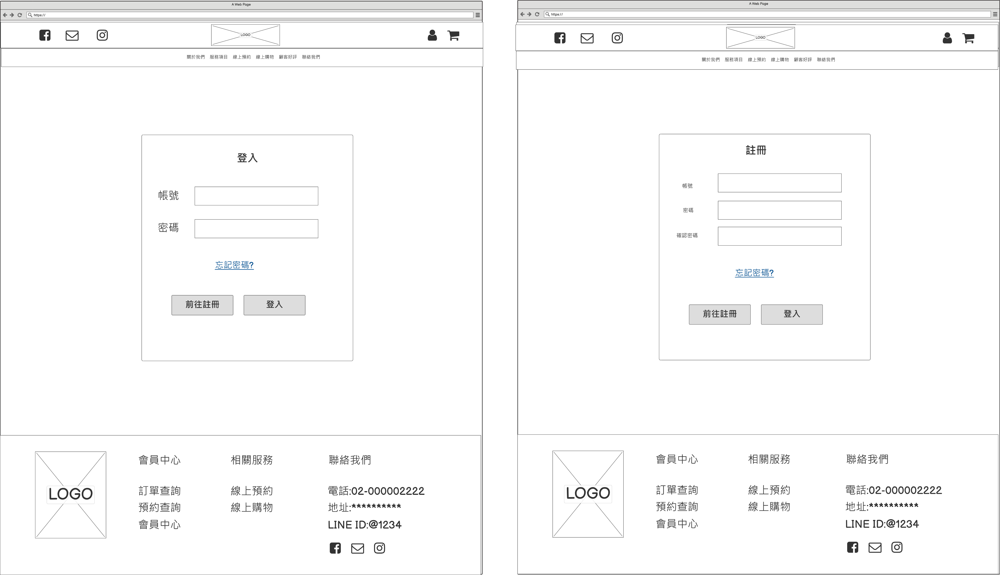 A Web Page
https://
LOGO
關於我們 服務項目 線上預約 線上購物 顧客好評 聯絡我們
登入
帳號
密碼
忘記密碼?
前往註冊 登入
會員中心 相關服務 聯絡我們
LOGO
訂單查詢 線上預約 電話:02-000002222
預約查詢 線上購物 地址:**********
會員中心 LINE ID:@1234
A Web Page
https://
LOGO
關於我們 服務項目 線上預約 線上購物 顧客好評 聯絡我們
註冊
帳號
密碼
確認密碼
忘記密碼?
前往註冊 登入
會員中心 相關服務 聯絡我們
LOGO
訂單查詢 線上預約 電話:02-000002222
預約查詢 線上購物 地址:**********
會員中心 LINE ID:@1234